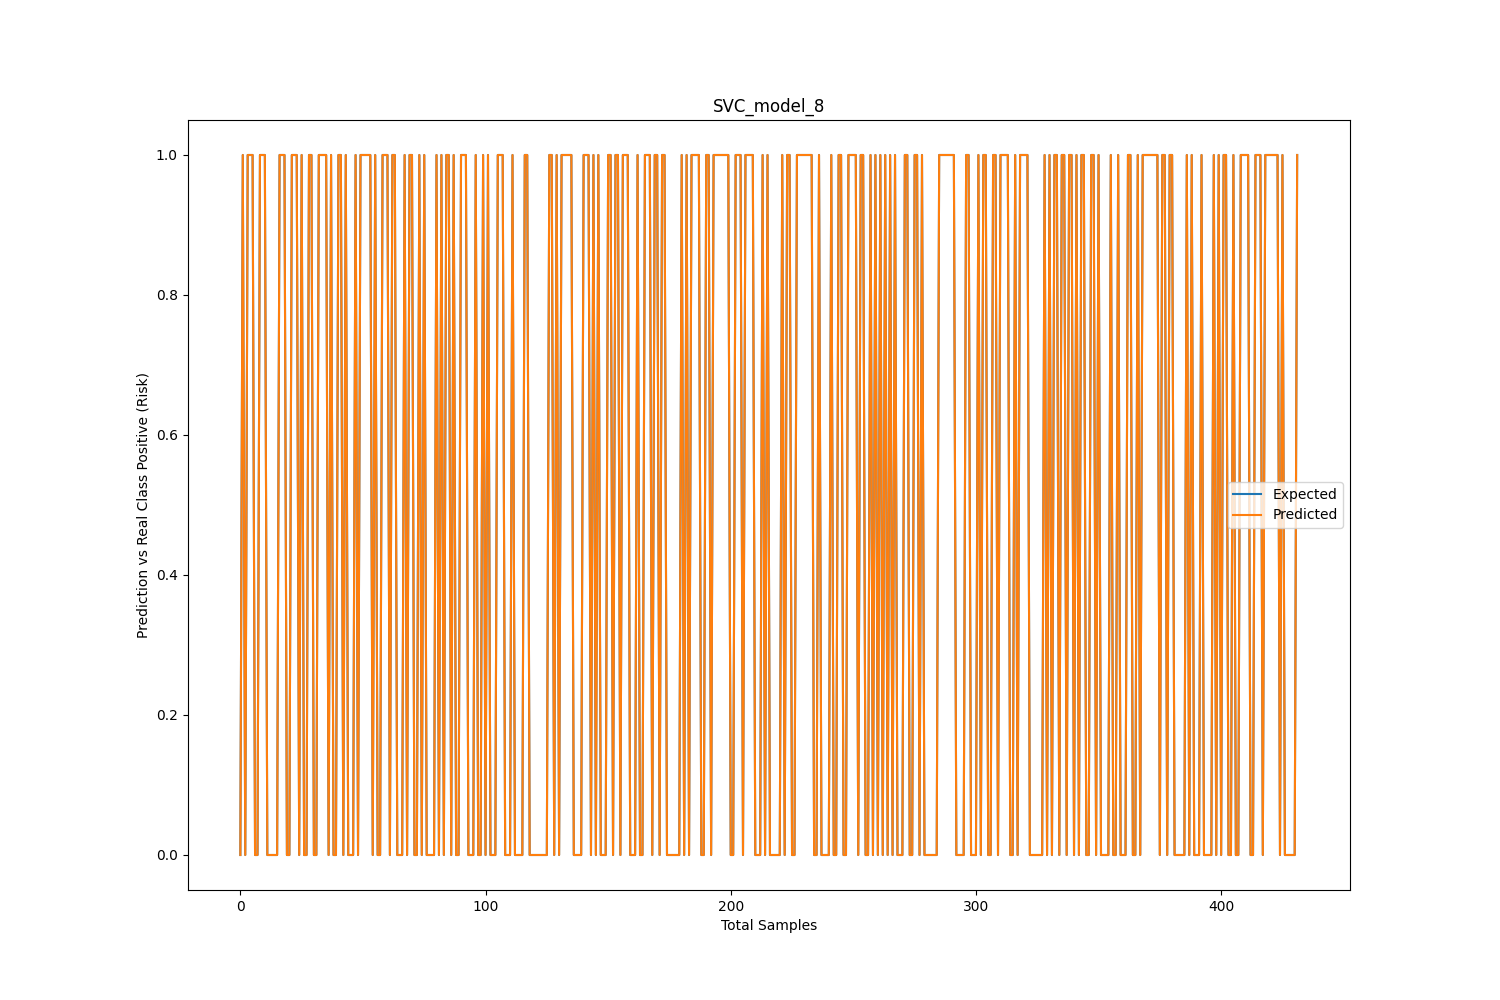 SVC_model_8
1.0
0.8
0.6
0.4
0.2
0.0
Prediction vs Real Class Positive (Risk)
Expected
Predicted
0 100 200 300 400
Total Samples